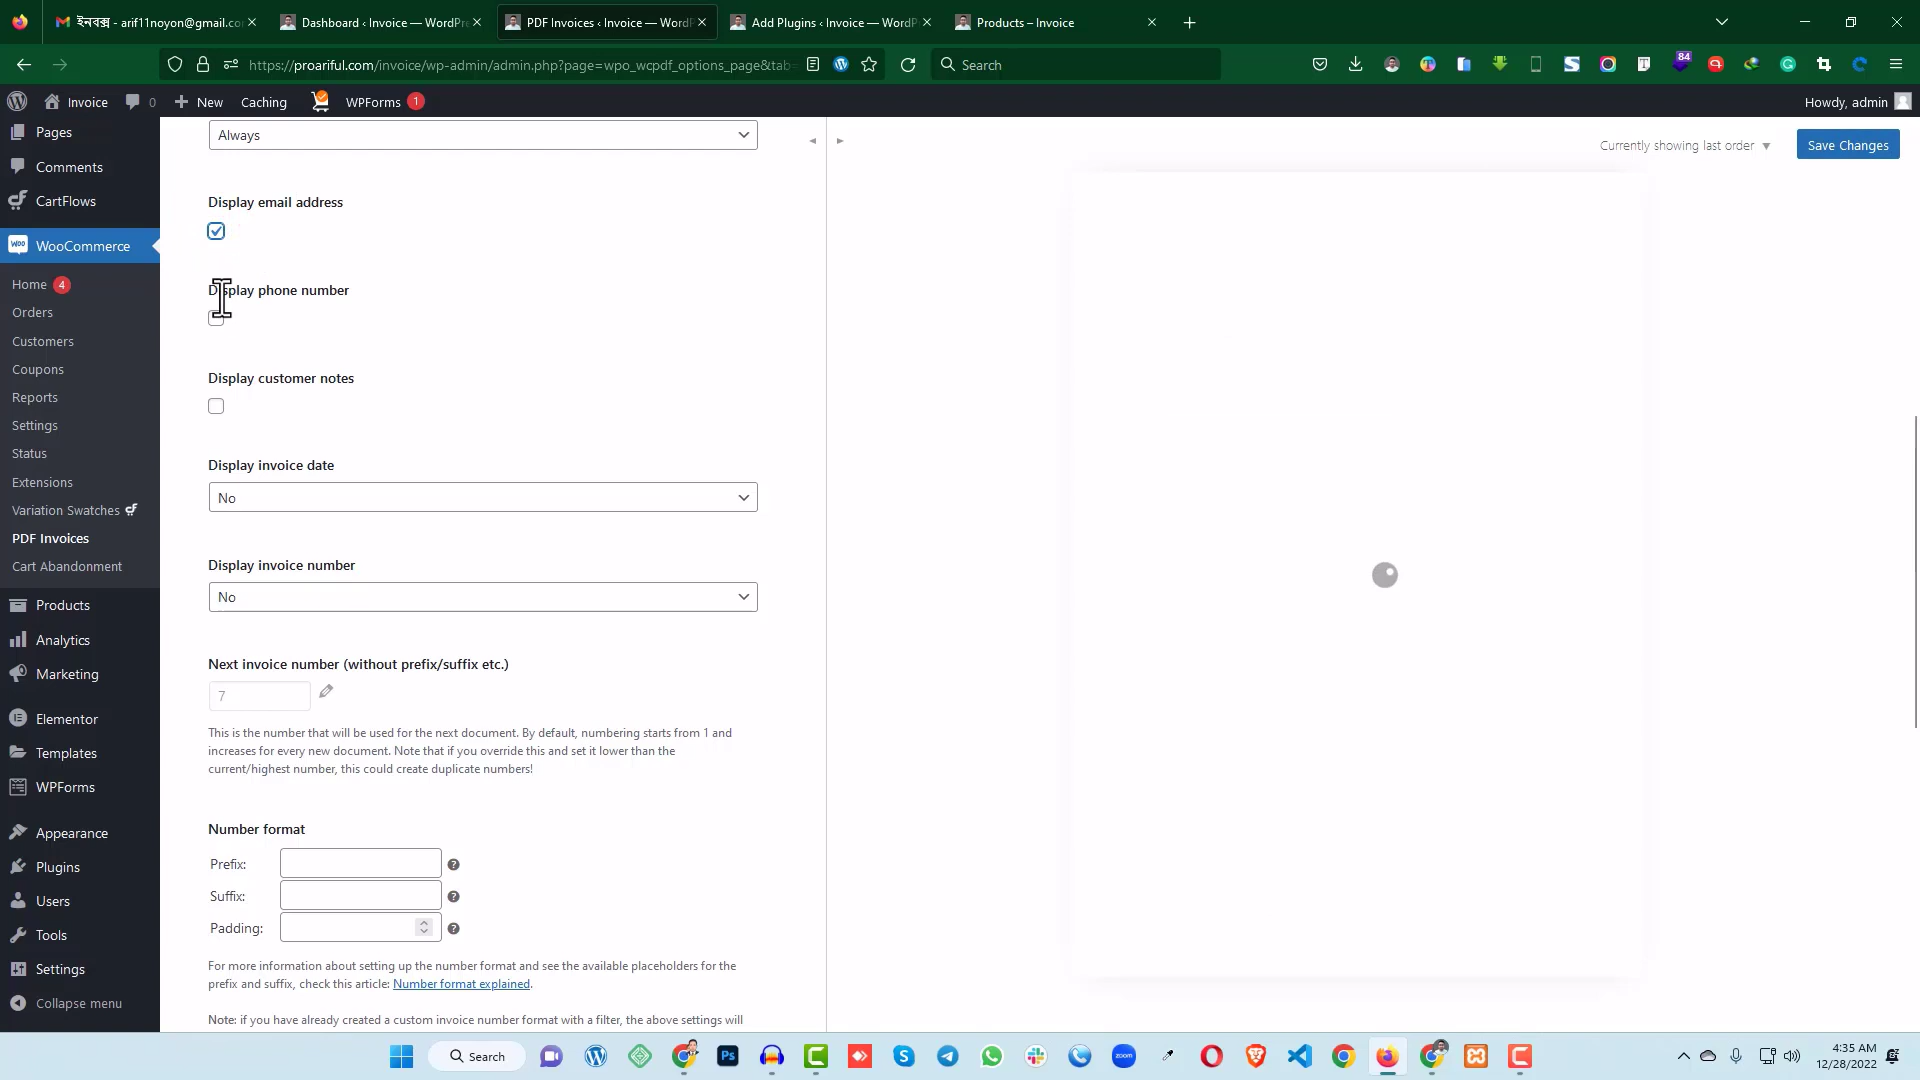 ইনবক্স - arif11noyon@gmail.co
Dashboard ‹ Invoice — WordPre
PDF Invoices ‹ Invoice — WordP
Add Plugins ‹ Invoice — WordP
Products – Invoice
https://proariful.com/invoice/wp-admin/admin.php?page=wpo_wcpdf_options_page&tab=
Search
84
Invoice
0
New
Caching
WPForms 1
Howdy, admin
Pages
Comments
CartFlows
WooCommerce
Home 4
Orders
Customers
Coupons
Reports
Settings
Status
Extensions
Variation Swatches
PDF Invoices
Cart Abandonment
Products
Analytics
Marketing
Elementor
Templates
WPForms
Appearance
Plugins
Users
Tools
Settings
Collapse menu
Always
Display email address
Display phone number
Display customer notes
Display invoice date
No
Display invoice number
No
Next invoice number (without prefix/suffix etc.)
7
This is the number that will be used for the next document. By default, numbering starts from 1 and
increases for every new document. Note that if you override this and set it lower than the
current/highest number, this could create duplicate numbers!
Number format
Prefix:
Suffix:
Padding:
For more information about setting up the number format and see the available placeholders for the
prefix and suffix, check this article: Number format explained.
Note: if you have already created a custom invoice number format with a filter, the above settings will
Currently showing last order
Save Changes
Search
Ps
zoom
4:35 AM
12/28/2022